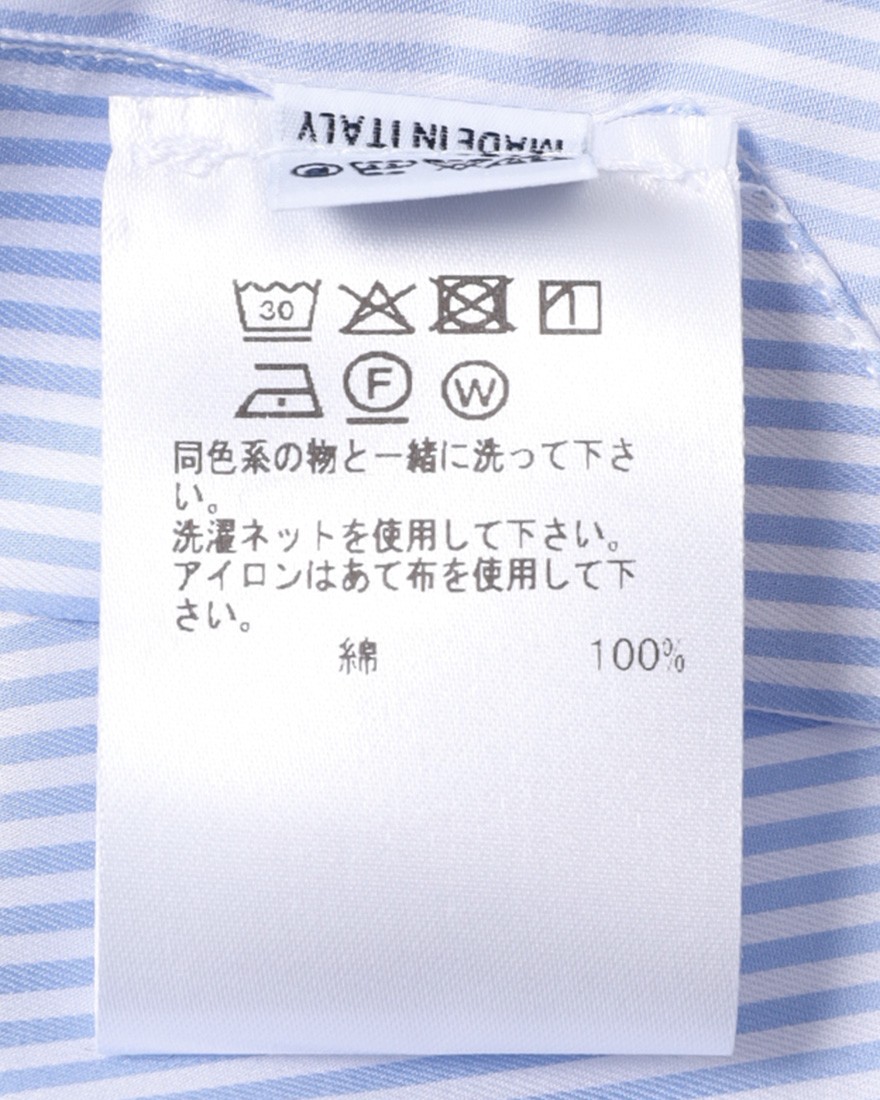 MADE IN ITALY
30
F W
同色系の物と一緒に洗って下さ
い。
洗濯ネットを使用して下さい。
アイロンはあて布を使用して下
さい。
綿 100%